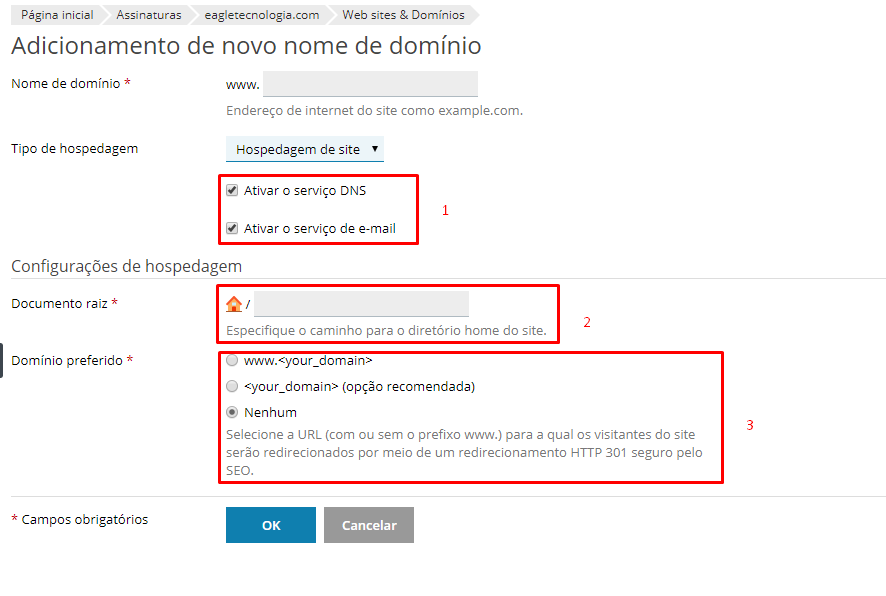 Página inicial Assinaturas eagletecnologia.com Web sites & Domínios
Adicionamento de novo nome de domínio
Nome de domínio * www.
Endereço de internet do site como example.com.
Tipo de hospedagem Hospedagem de site
Ativar o serviço DNS
1
Ativar o serviço de e-mail
Configurações de hospedagem
Documento raiz * /
2
Especifique o caminho para o diretório home do site.
Domínio preferido * www.<your_domain>
<your_domain> (opção recomendada)
Nenhum
3
Selecione a URL (com ou sem o prefixo www.) para a qual os visitantes do site
serão redirecionados por meio de um redirecionamento HTTP 301 seguro pelo
SEO.
* Campos obrigatórios OK Cancelar